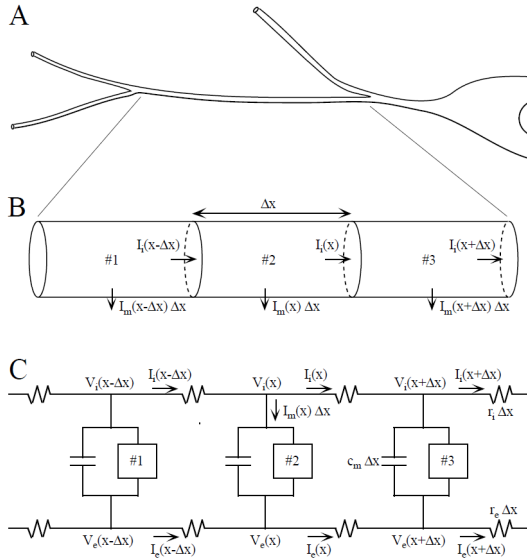 A
B
Δx
I_i(x-Δx) I_i(x) I_i(x+Δx)
#1 #2 #3
I_m(x-Δx) Δx I_m(x) Δx I_m(x+Δx) Δx
C
V_i(x-Δx) I_i(x-Δx) V_i(x) I_i(x) V_i(x+Δx) I_i(x+Δx)
I_m(x) Δx r_i Δx
#1 #2 c_m Δx #3
r_e Δx
V_e(x-Δx) I_e(x-Δx) V_e(x) I_e(x) V_e(x+Δx) I_e(x+Δx)